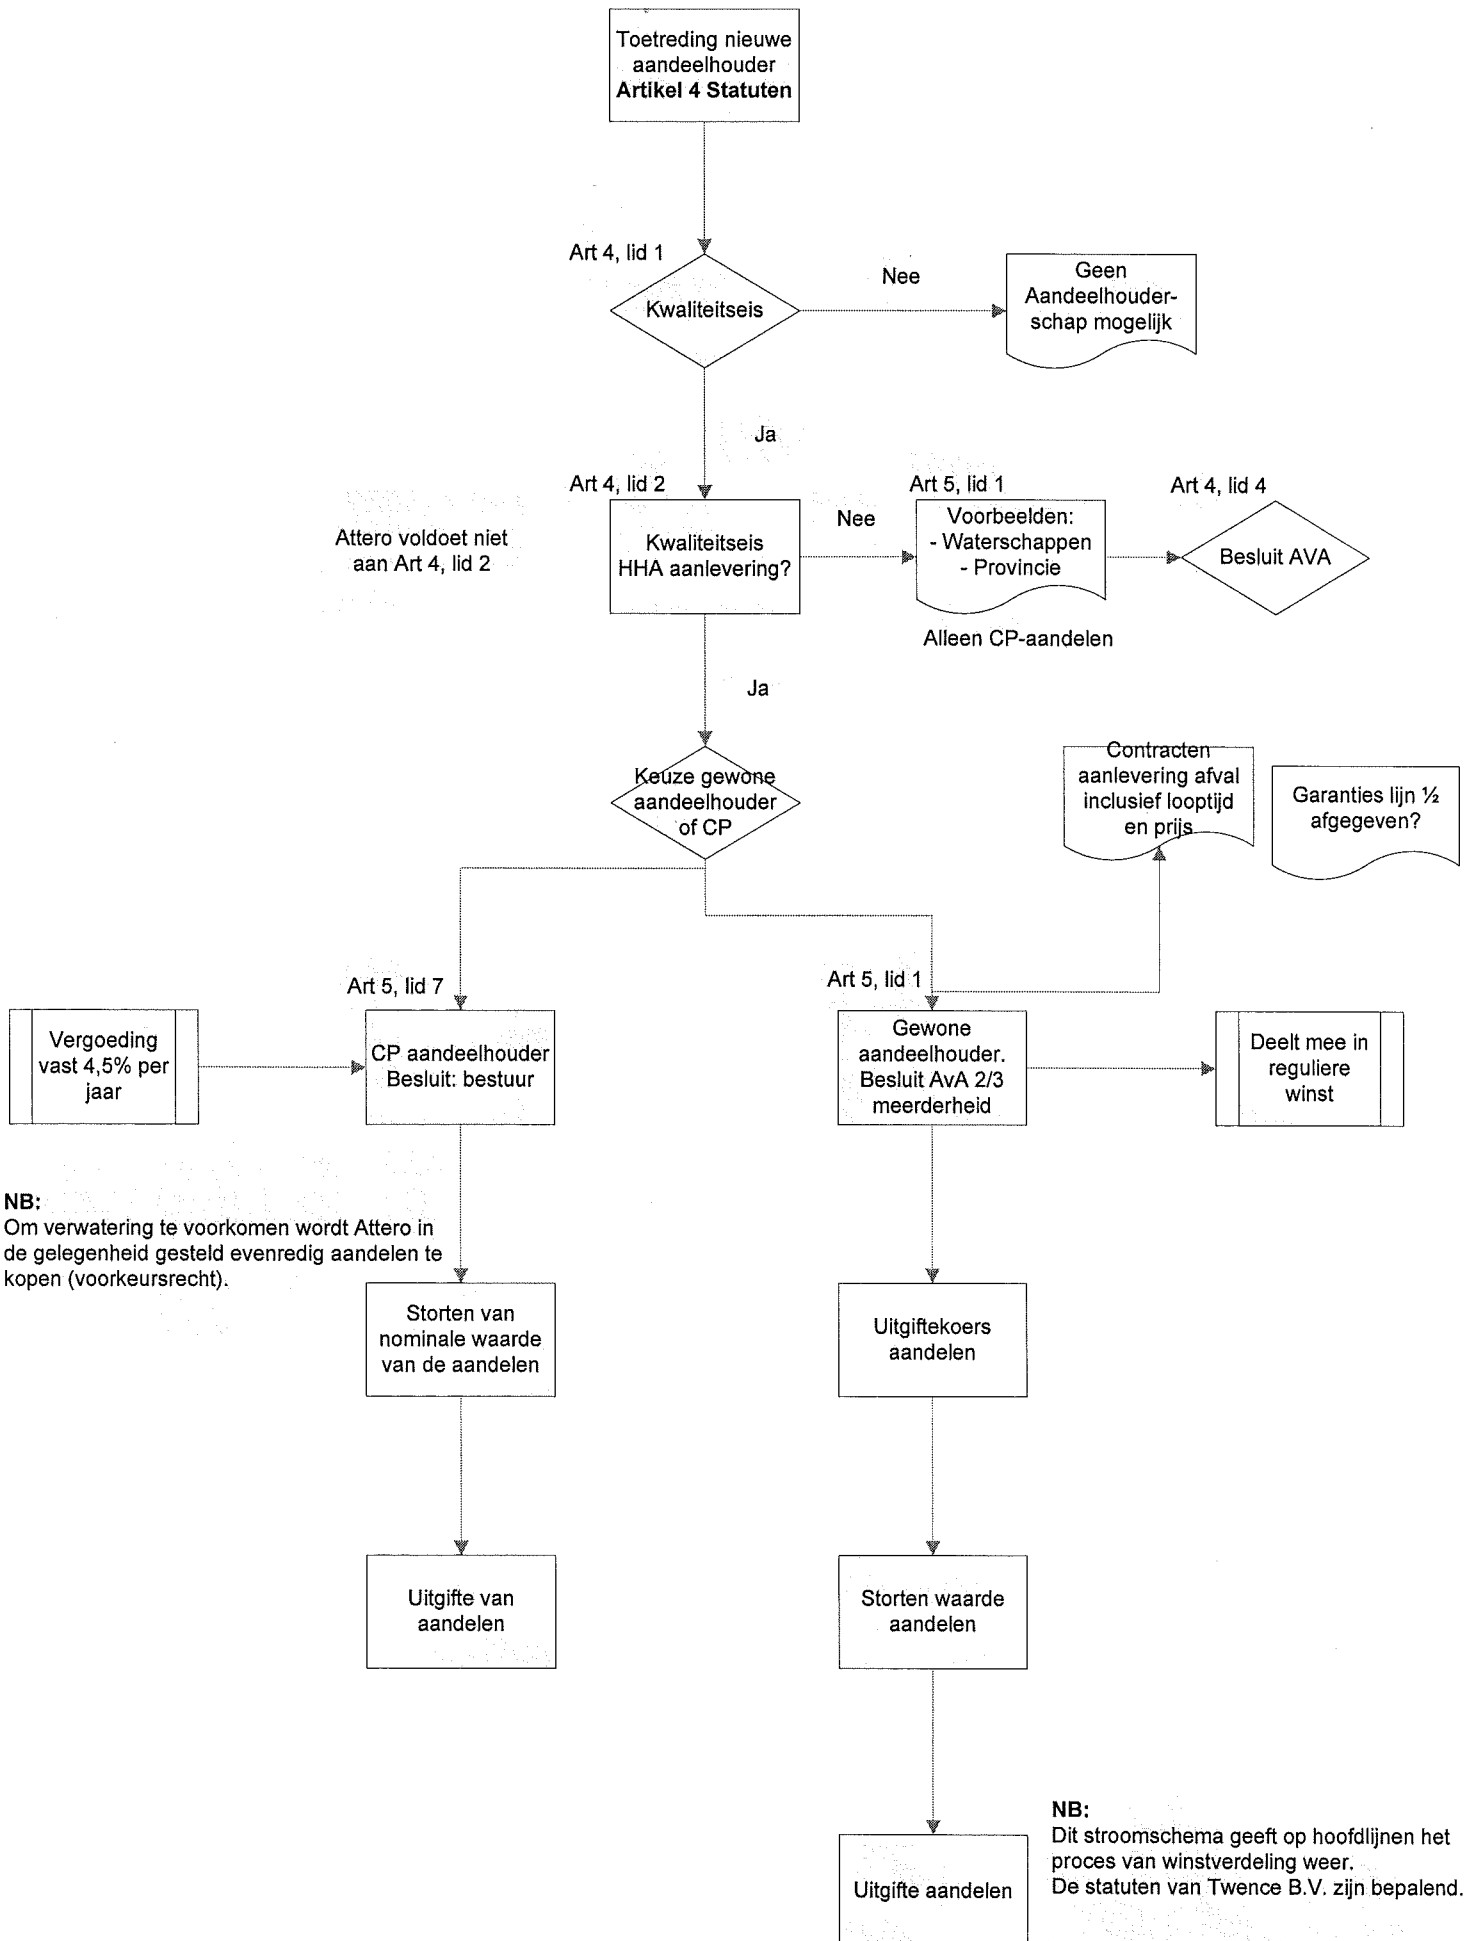 Toetreding nieuwe
aandeelhouder
Artikel 4 Statuten
Art 4, lid 1
Kwaliteitseis
Nee
Geen
Aandeelhouder-
schap mogelijk
Ja
Art 4, lid 2
Attero voldoet niet
aan Art 4, lid 2
Kwaliteitseis
HHA aanlevering?
Nee
Art 5, lid 1
Voorbeelden:
- Waterschappen
- Provincie
Alleen CP-aandelen
Art 4, lid 4
Besluit AVA
Ja
Keuze gewone
aandeelhouder
of CP
Contracten
aanlevering afval
inclusief looptijd
en prijs
Garanties lijn ½
afgegeven?
Art 5, lid 7
Art 5, lid 1
Vergoeding
vast 4,5% per
jaar
CP aandeelhouder
Besluit: bestuur
Gewone
aandeelhouder.
Besluit AvA 2/3
meerderheid
Deelt mee in
reguliere
winst
NB:
Om verwatering te voorkomen wordt Attero in
de gelegenheid gesteld evenredig aandelen te
kopen (voorkeursrecht).
Storten van
nominale waarde
van de aandelen
Uitgiftekoers
aandelen
Uitgifte van
aandelen
Storten waarde
aandelen
Uitgifte aandelen
NB:
Dit stroomschema geeft op hoofdlijnen het
proces van winstverdeling weer.
De statuten van Twence B.V. zijn bepalend.